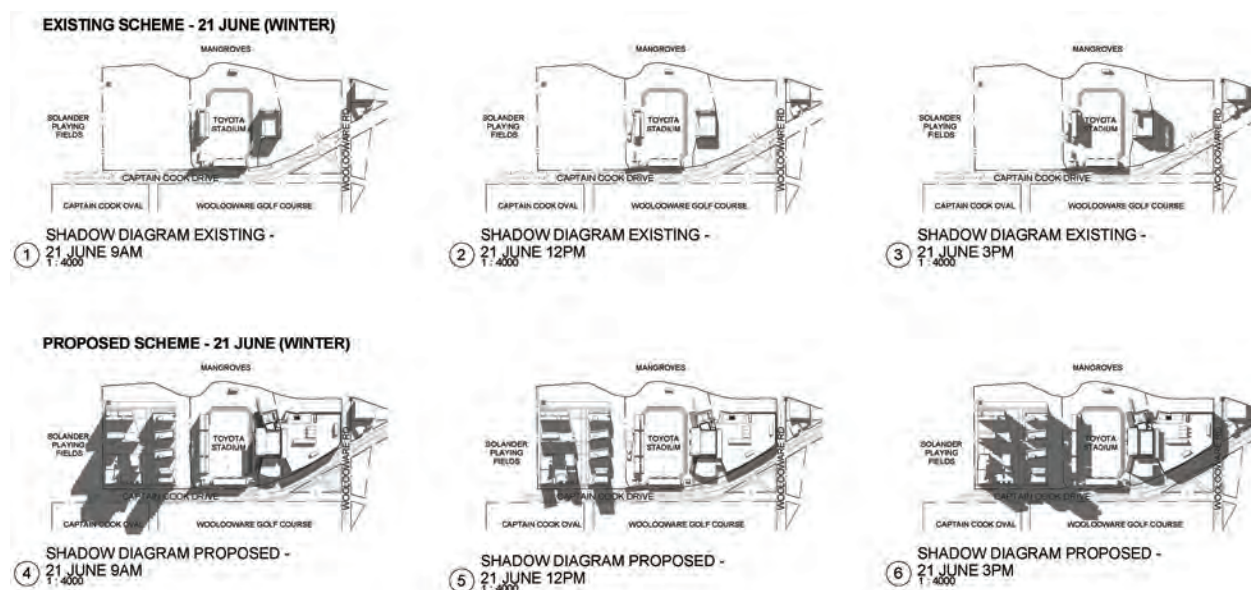 EXISTING SCHEME - 21 JUNE (WINTER)
MANGROVES
SOLANDER
PLAYING
FIELDS
TOYOTA
STADIUM
WOOLOOWARE RD
CAPTAIN COOK DRIVE
CAPTAIN COOK OVAL
WOOLOOWARE GOLF COURSE
1
SHADOW DIAGRAM EXISTING -
21 JUNE 9AM
1 : 4000
MANGROVES
SOLANDER
PLAYING
FIELDS
TOYOTA
STADIUM
WOOLOOWARE RD
CAPTAIN COOK DRIVE
CAPTAIN COOK OVAL
WOOLOOWARE GOLF COURSE
2
SHADOW DIAGRAM EXISTING -
21 JUNE 12PM
1 : 4000
MANGROVES
SOLANDER
PLAYING
FIELDS
TOYOTA
STADIUM
WOOLOOWARE RD
CAPTAIN COOK DRIVE
CAPTAIN COOK OVAL
WOOLOOWARE GOLF COURSE
3
SHADOW DIAGRAM EXISTING -
21 JUNE 3PM
1 : 4000
PROPOSED SCHEME - 21 JUNE (WINTER)
MANGROVES
SOLANDER
PLAYING
FIELDS
TOYOTA
STADIUM
WOOLOOWARE RD
CAPTAIN COOK DRIVE
CAPTAIN COOK OVAL
WOOLOOWARE GOLF COURSE
4
SHADOW DIAGRAM PROPOSED -
21 JUNE 9AM
1 : 4000
MANGROVES
SOLANDER
PLAYING
FIELDS
TOYOTA
STADIUM
WOOLOOWARE RD
CAPTAIN COOK DRIVE
CAPTAIN COOK OVAL
WOOLOOWARE GOLF COURSE
5
SHADOW DIAGRAM PROPOSED -
21 JUNE 12PM
1 : 4000
MANGROVES
SOLANDER
PLAYING
FIELDS
TOYOTA
STADIUM
WOOLOOWARE RD
CAPTAIN COOK DRIVE
CAPTAIN COOK OVAL
WOOLOOWARE GOLF COURSE
6
SHADOW DIAGRAM PROPOSED -
21 JUNE 3PM
1 : 4000